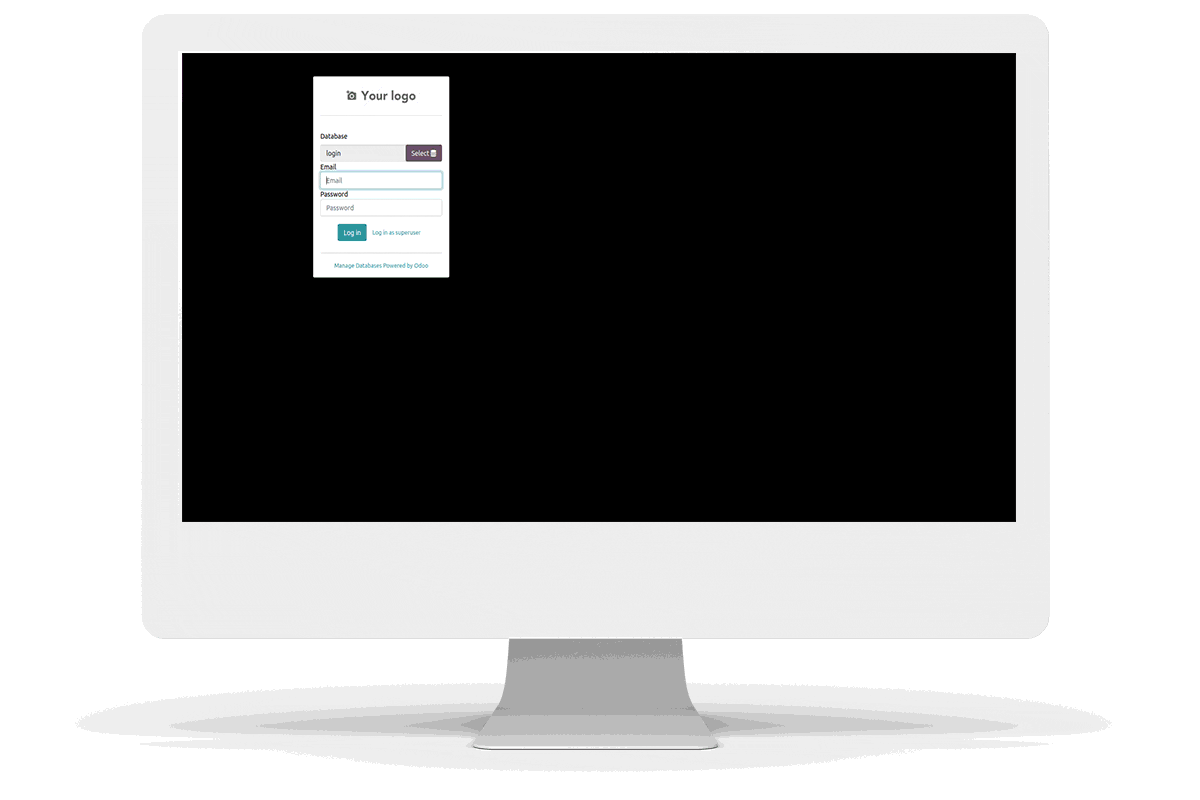 Your logo
Database
login Select
Email
Email
Password
Password
Log in Log in as superuser
Manage Databases Powered by Odoo